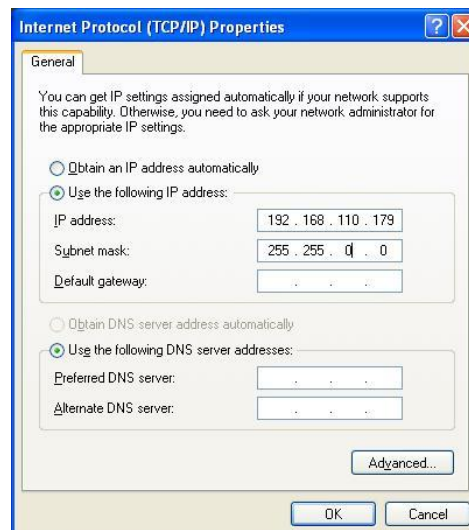 Internet Protocol (TCP/IP) Properties
General
You can get IP settings assigned automatically if your network supports
this capability. Otherwise, you need to ask your network administrator for
the appropriate IP settings.
Obtain an IP address automatically
Use the following IP address:
IP address: 192 . 168 . 110 . 179
Subnet mask: 255 . 255 . 0 . 0
Default gateway: . . .
Obtain DNS server address automatically
Use the following DNS server addresses:
Preferred DNS server: . . .
Alternate DNS server: . . .
Advanced...
OK Cancel